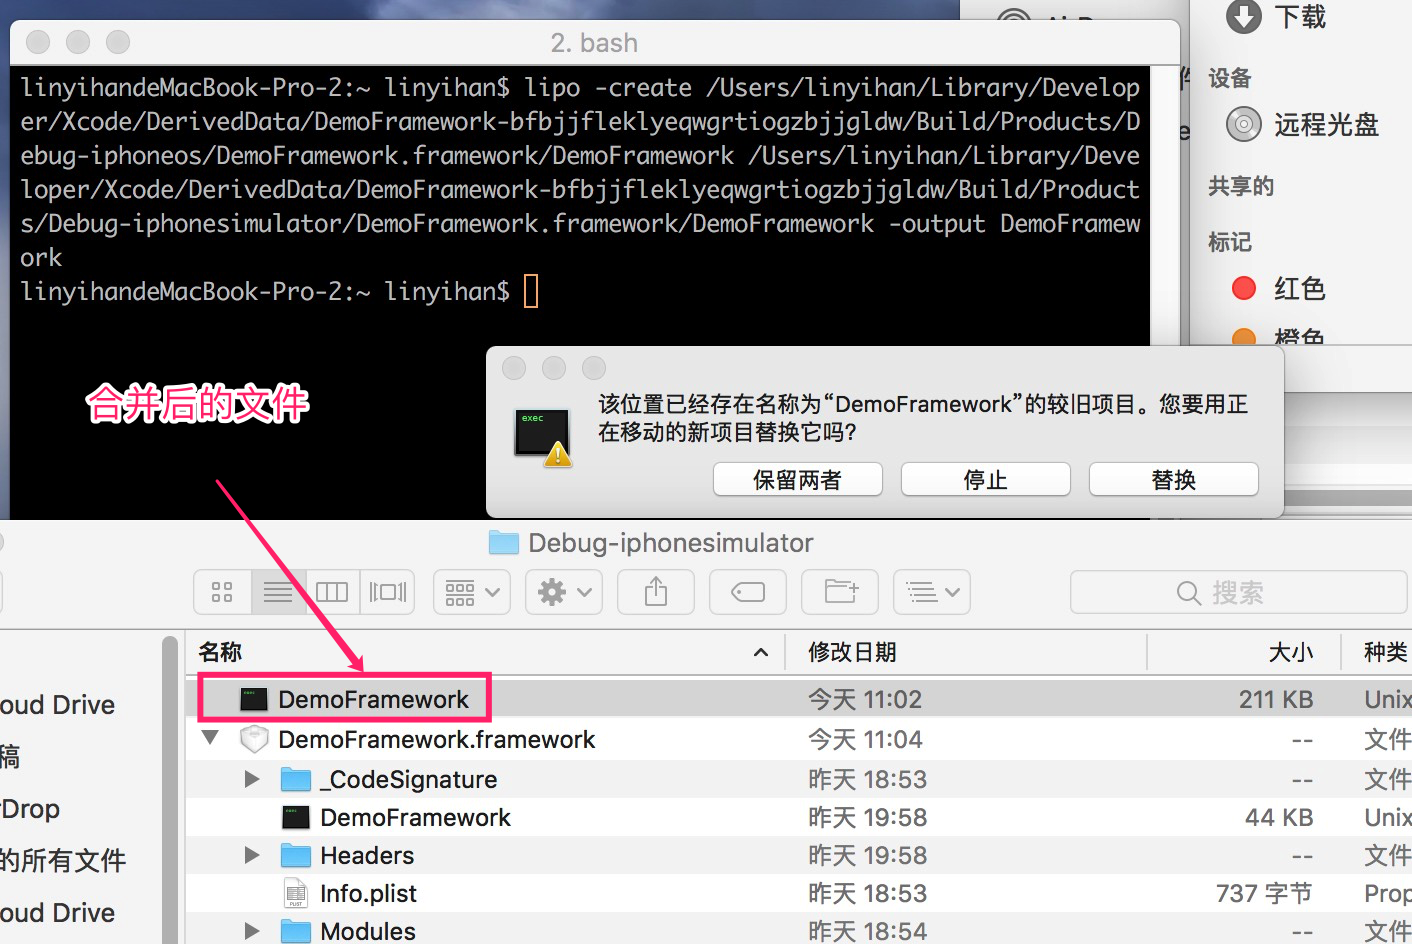 下载
2. bash
设备
远程光盘
共享的
标记
红色
橙色
linyihandeMacBook-Pro-2:~ linyihan$ lipo -create /Users/linyihan/Library/Develop
er/Xcode/DerivedData/DemoFramework-bfbjjfleklyeqwgrtiogzbjjgldw/Build/Products/D
ebug-iphoneos/DemoFramework.framework/DemoFramework /Users/linyihan/Library/Deve
loper/Xcode/DerivedData/DemoFramework-bfbjjfleklyeqwgrtiogzbjjgldw/Build/Product
s/Debug-iphonesimulator/DemoFramework.framework/DemoFramework -output DemoFramew
ork
linyihandeMacBook-Pro-2:~ linyihan$
合并后的文件
exec
该位置已经存在名称为“DemoFramework”的较旧项目。您要用正
在移动的新项目替换它吗?
保留两者 停止 替换
Debug-iphonesimulator
搜索
名称 修改日期 大小 种类
DemoFramework 今天 11:02 211 KB Unix
DemoFramework.framework 今天 11:04 -- 文件
_CodeSignature 昨天 18:53 -- 文件
DemoFramework 昨天 19:58 44 KB Unix
Headers 昨天 19:58 -- 文件
Info.plist 昨天 18:53 737 字节 Prop
Modules 昨天 18:54 -- 文件
oud Drive
稿
rDrop
的所有文件
oud Drive